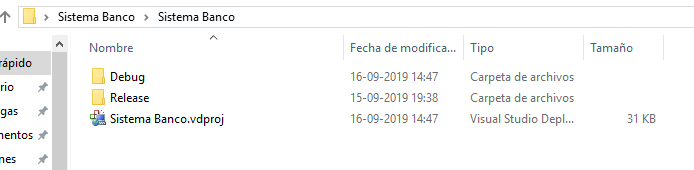 Sistema Banco > Sistema Banco
Nombre Fecha de modifica... Tipo Tamaño
rápido
Debug 16-09-2019 14:47 Carpeta de archivos
rio
Release 15-09-2019 19:38 Carpeta de archivos
gas
Sistema Banco.vdproj 16-09-2019 14:47 Visual Studio Depl... 31 KB
mentos
nes